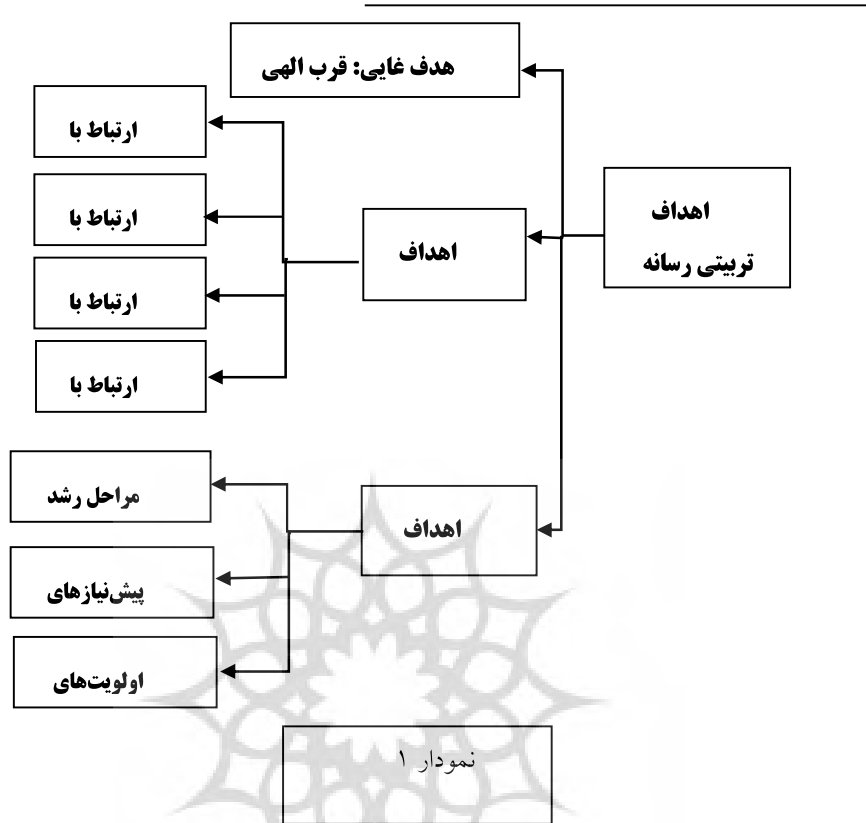 هدف غایی: قرب الهی
اهداف
تربیتی رسانه
اهداف
ارتباط با
ارتباط با
ارتباط با
ارتباط با
اهداف
مراحل رشد
پیش‌نیازهای
اولویت‌های
نمودار ۱